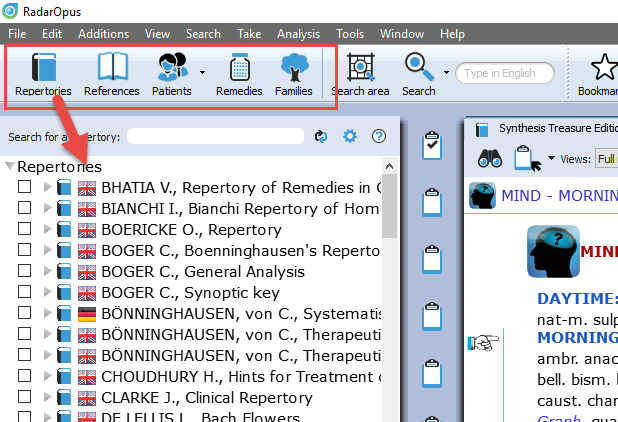 RadarOpus
File Edit Additions View Search Take Analysis Tools Window Help
Repertories References Patients Remedies Families Search area Search Type in English Bookmar
Search for a repertory:
Synthesis Treasure Editio
Views: Full
Repertories
BHATIA V., Repertory of Remedies in C
BIANCHI I., Bianchi Repertory of Hom
BOERICKE O., Repertory
BOGER C., Boenninghausen's Reperto
BOGER C., General Analysis
BOGER C., Synoptic key
BÖNNINGHAUSEN, von C., Systematis
BÖNNINGHAUSEN, von C., Therapeuti
BÖNNINGHAUSEN, von C., Therapeuti
CHOUDHURY H., Hints for Treatment o
CLARKE J., Clinical Repertory
DE LELLIS L., Bach Flowers
MIND - MORNIN
MIND
DAYTIME:
nat-m. sulp
MORNING
ambr. anac
bell. bism. b
caust. cham
Graph. qua